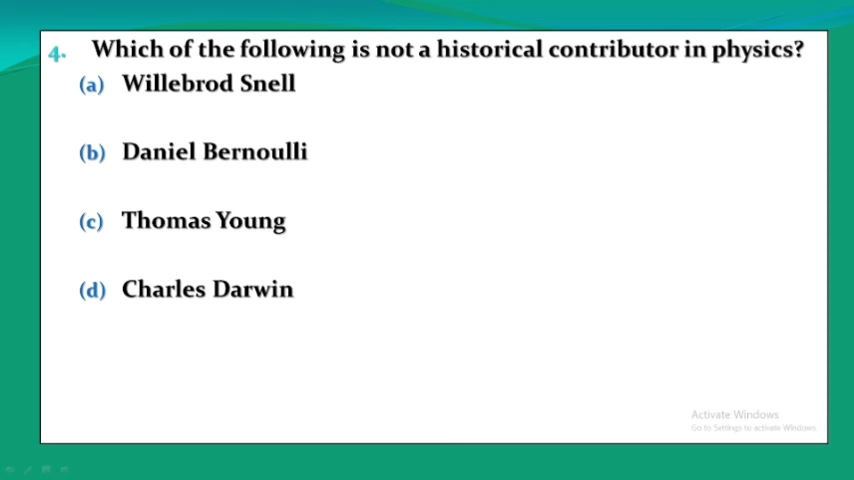 4. Which of the following is not a historical contributor in physics?
(a) Willebrod Snell
(b) Daniel Bernoulli
(c) Thomas Young
(d) Charles Darwin
Activate Windows
Go to Settings to activate Windows.